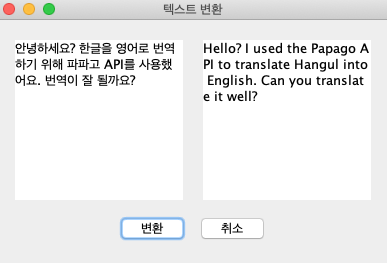 텍스트 변환
안녕하세요? 한글을 영어로 번역
하기 위해 파파고 API를 사용했
어요. 번역이 잘 될까요?
Hello? I used the Papago A
PI to translate Hangul into
English. Can you translat
e it well?
변환
취소